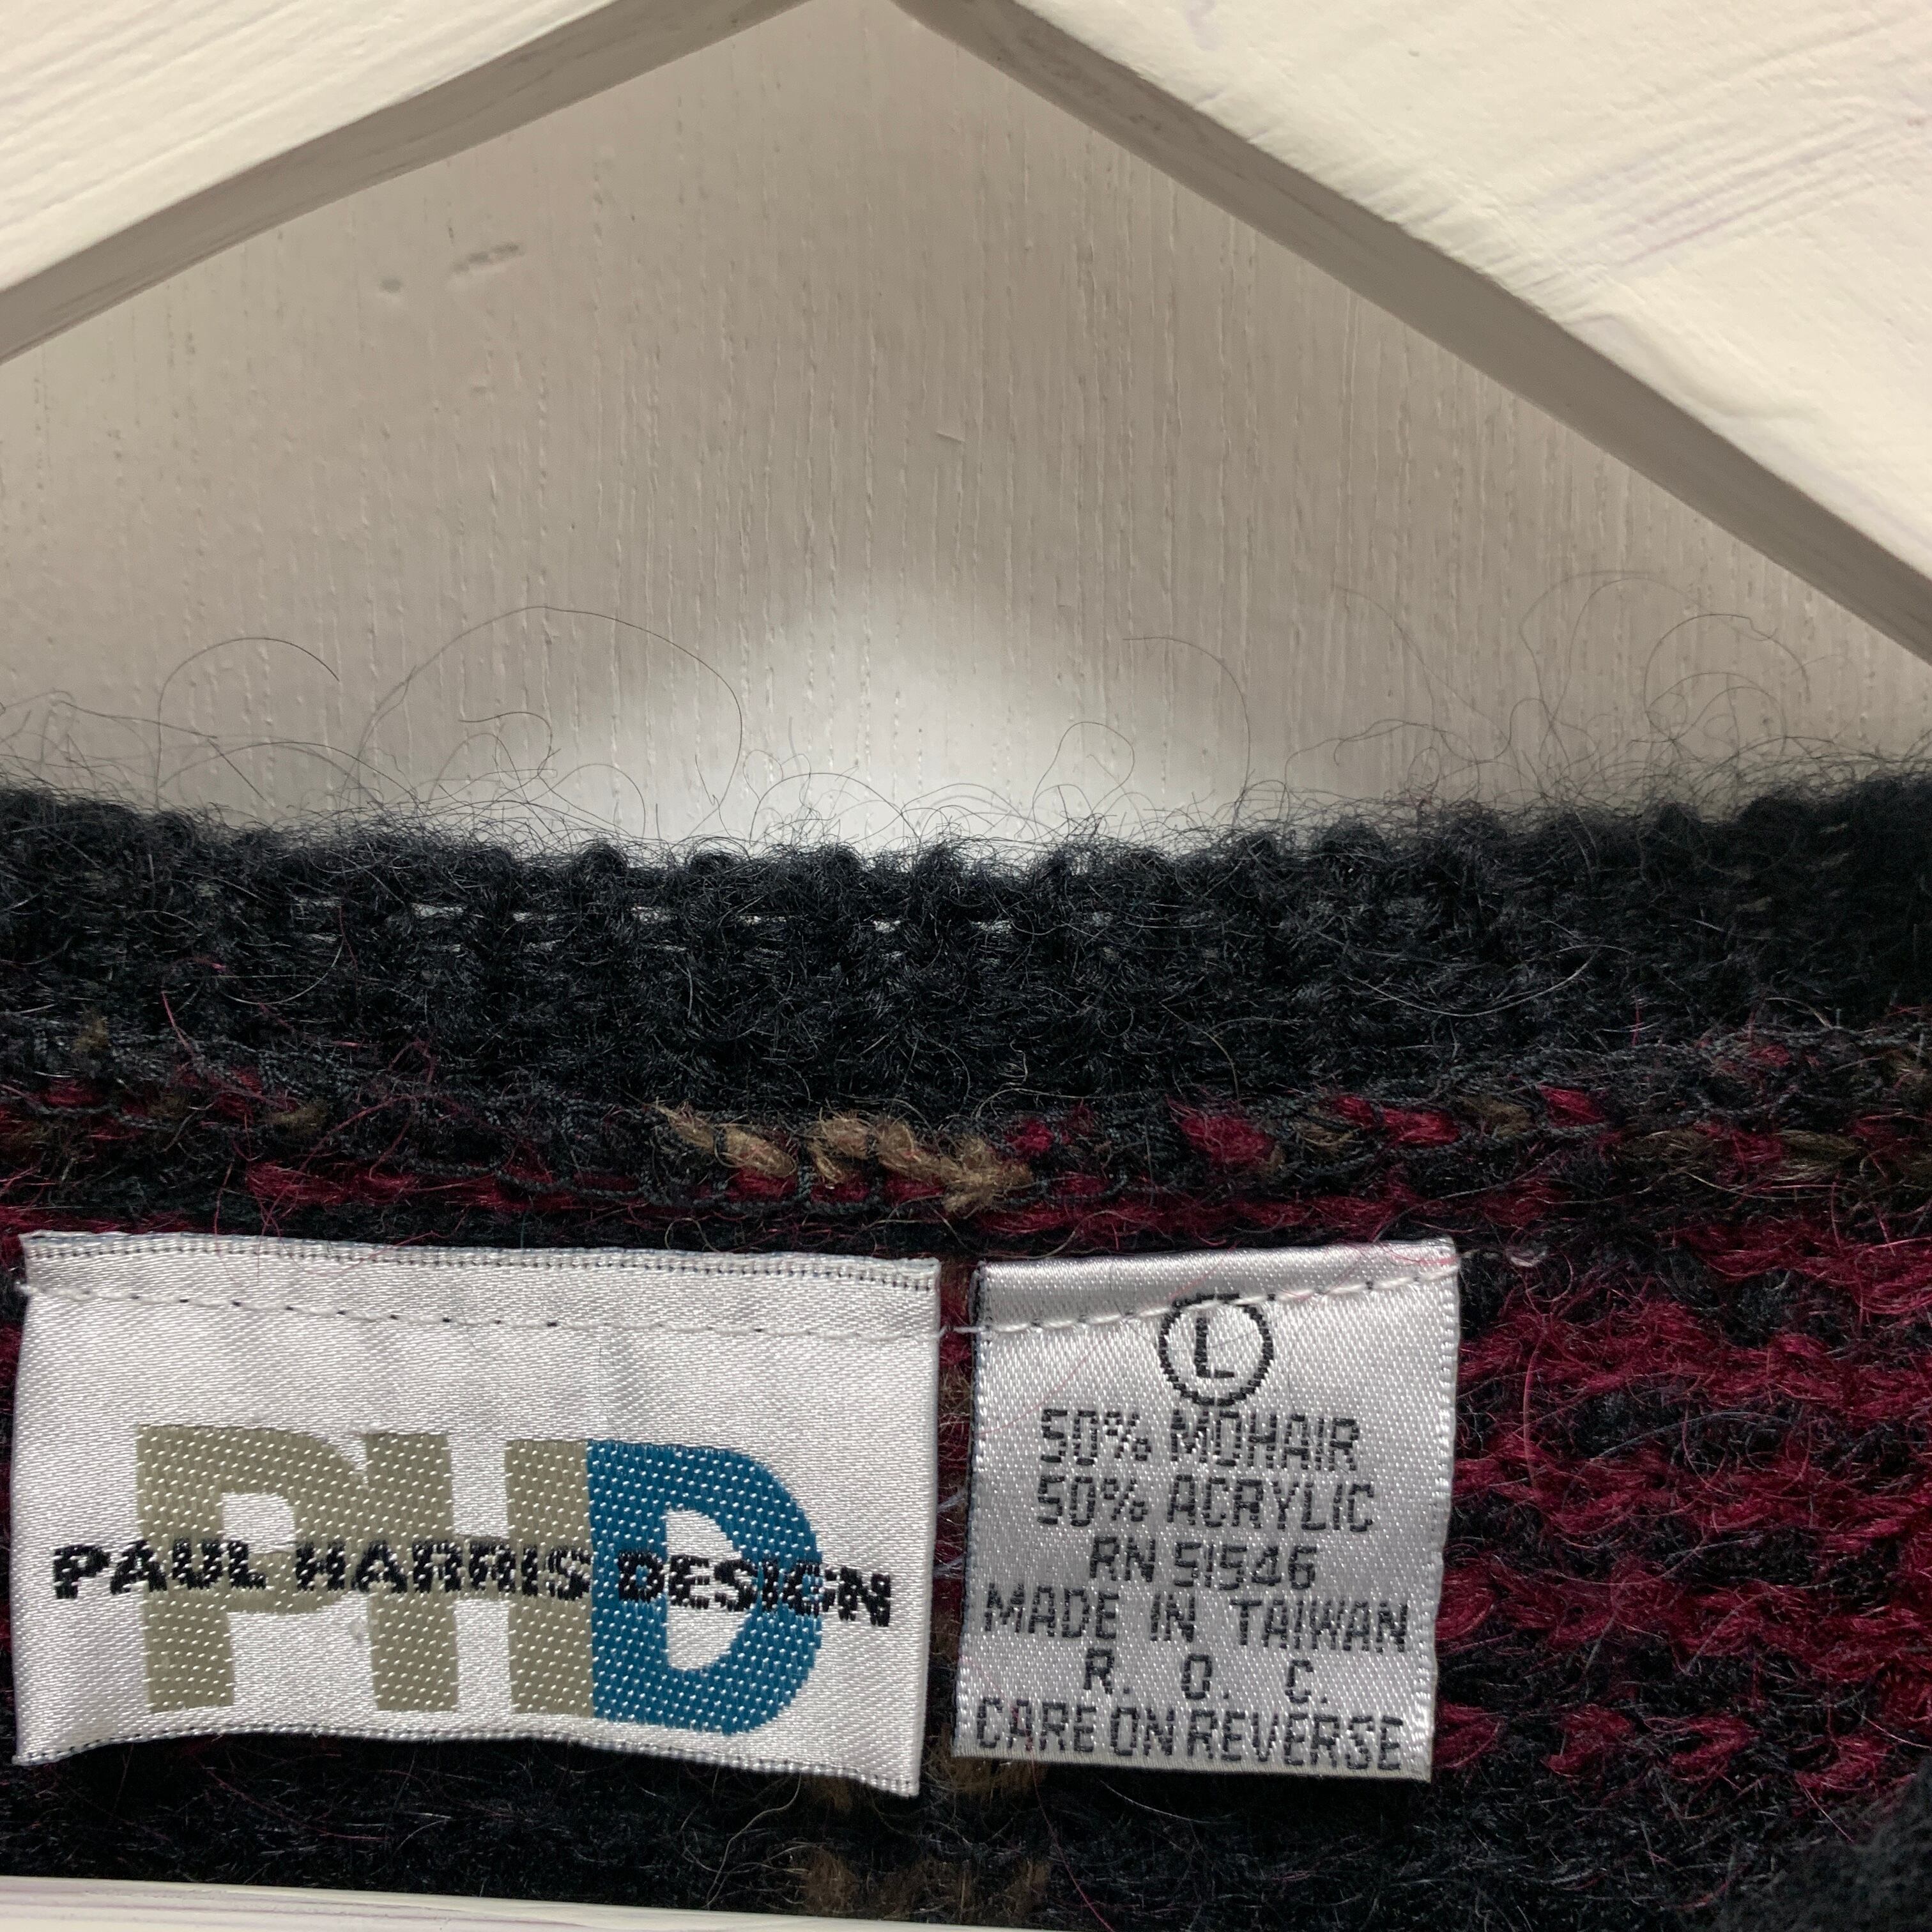 PHD
PAUL HARRIS DESIGN
L
50% MOHAIR
50% ACRYLIC
RN 51546
MADE IN TAIWAN
R. O. C.
CARE ON REVERSE